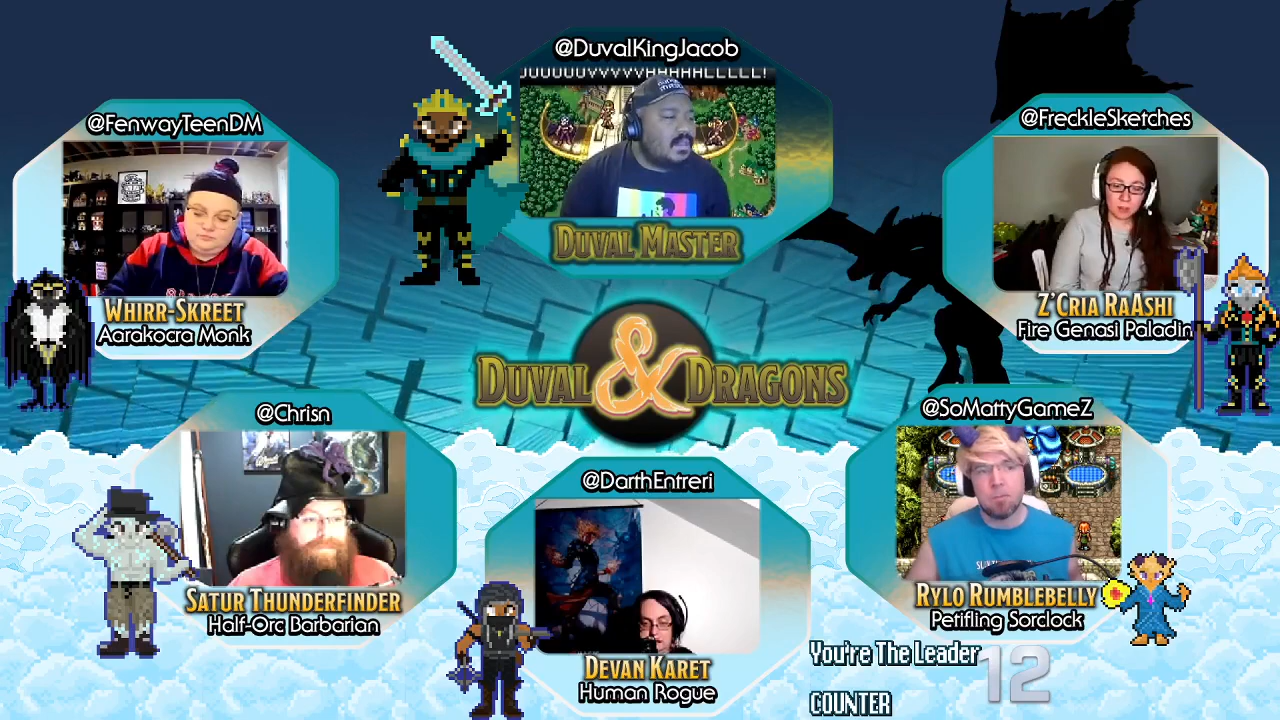 @DuvalKingJacob
DUUUUUVVVVVAAAAALLLLL!
DUVAL MASTER
@FenwayTeenDM
WHIRR-SKREET
Aarakocra Monk
@FreckleSketches
Z'CRIA RAASHI
Fire Genasi Paladin
DUVAL & DRAGONS
@Chrisn
SATUR THUNDERFINDER
Half-Orc Barbarian
@DarthEntreri
DEVAN KARET
Human Rogue
@SoMattyGameZ
RYLO RUMBLEBELLY
Petifling Sorclock
You're The Leader
COUNTER
12